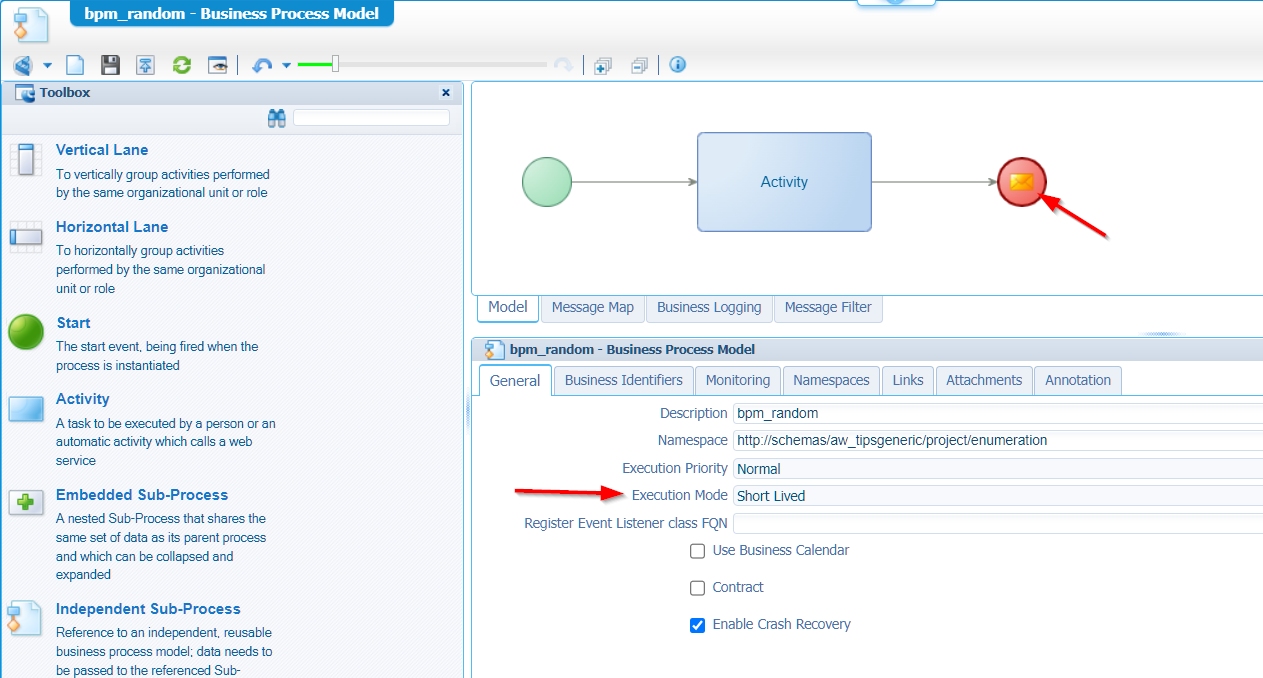 bpm_random - Business Process Model
Toolbox
Vertical Lane
To vertically group activities performed
by the same organizational unit or role
Horizontal Lane
To horizontally group activities
performed by the same organizational
unit or role
Start
The start event, being fired when the
process is instantiated
Activity
A task to be executed by a person or an
automatic activity which calls a web
service
Embedded Sub-Process
A nested Sub-Process that shares the
same set of data as its parent process
and which can be collapsed and
expanded
Independent Sub-Process
Reference to an independent, reusable
business process model; data needs to
be passed to the referenced Sub-
Activity
Model Message Map Business Logging Message Filter
bpm_random - Business Process Model
General Business Identifiers Monitoring Namespaces Links Attachments Annotation
Description bpm_random
Namespace http://schemas/aw_tipsgeneric/project/enumeration
Execution Priority Normal
Execution Mode Short Lived
Register Event Listener class FQN
Use Business Calendar
Contract
Enable Crash Recovery